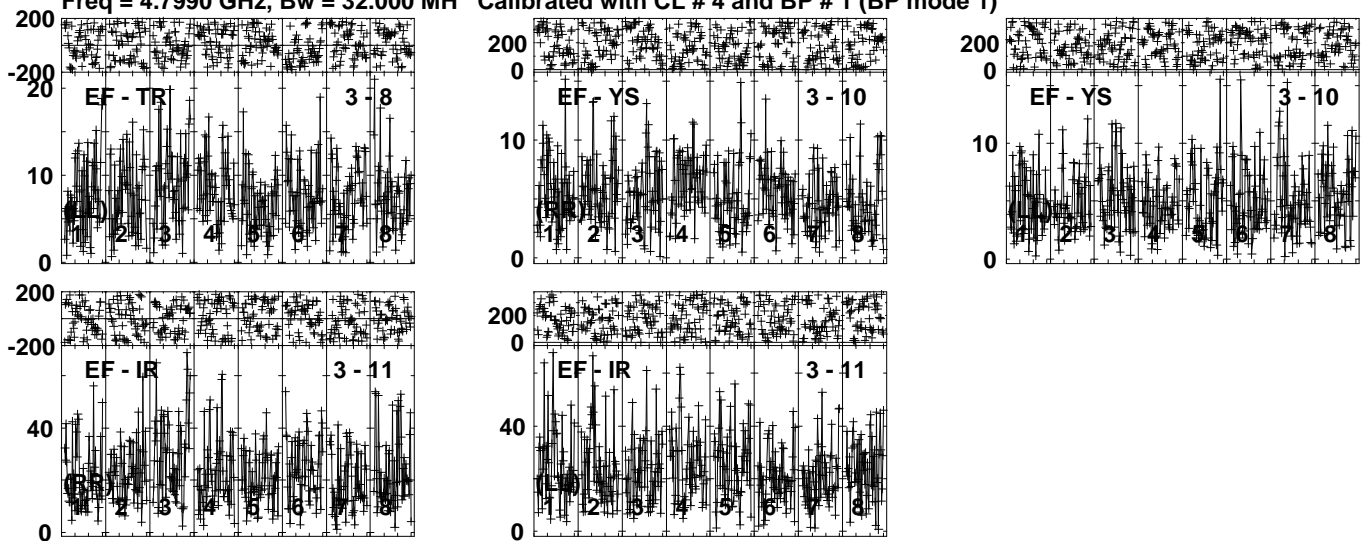 Freq = 4.7990 GHz, Bw = 32.000 MH Calibrated with CL # 4 and BP # 1 (BP mode 1)
200
-200
20
10
0
EF - TR
3 - 8
(LL)
1 2 3 4 5 6 7 8
200
0
10
0
EF - YS
3 - 10
(RR)
1 2 3 4 5 6 7 8
200
0
10
0
EF - YS
3 - 10
(LL)
1 2 3 4 5 6 7 8
200
-200
40
0
EF - IR
3 - 11
(RR)
1 2 3 4 5 6 7 8
200
0
40
0
EF - IR
3 - 11
(LL)
1 2 3 4 5 6 7 8